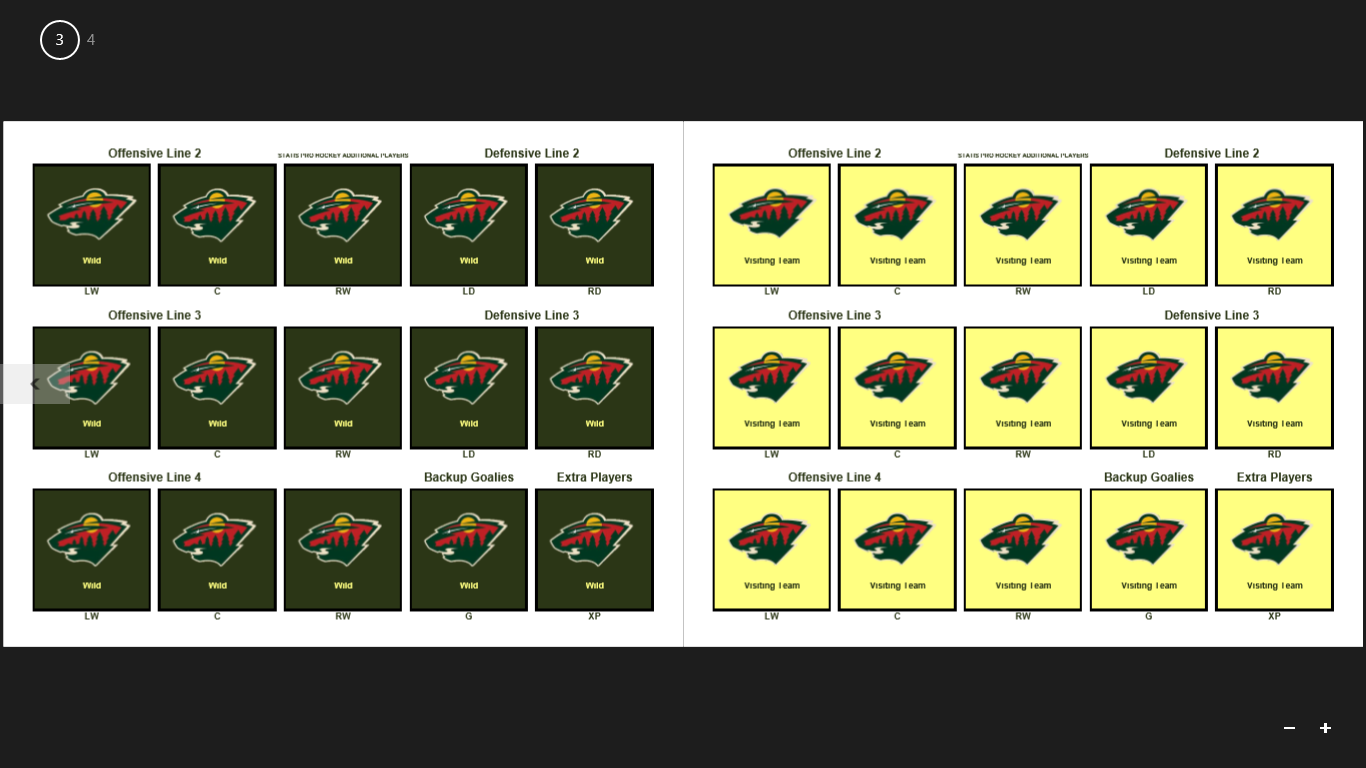 3 4
Offensive Line 2 STATIS PRO HOCKEY ADDITIONAL PLAYERS Defensive Line 2
Wild Wild Wild Wild Wild
LW C RW LD RD
Offensive Line 3 Defensive Line 3
Wild Wild Wild Wild Wild
LW C RW LD RD
Offensive Line 4 Backup Goalies Extra Players
Wild Wild Wild Wild Wild
LW C RW G XP
Offensive Line 2 STATIS PRO HOCKEY ADDITIONAL PLAYERS Defensive Line 2
Visiting Team Visiting Team Visiting Team Visiting Team Visiting Team
LW C RW LD RD
Offensive Line 3 Defensive Line 3
Visiting Team Visiting Team Visiting Team Visiting Team Visiting Team
LW C RW LD RD
Offensive Line 4 Backup Goalies Extra Players
Visiting Team Visiting Team Visiting Team Visiting Team Visiting Team
LW C RW G XP